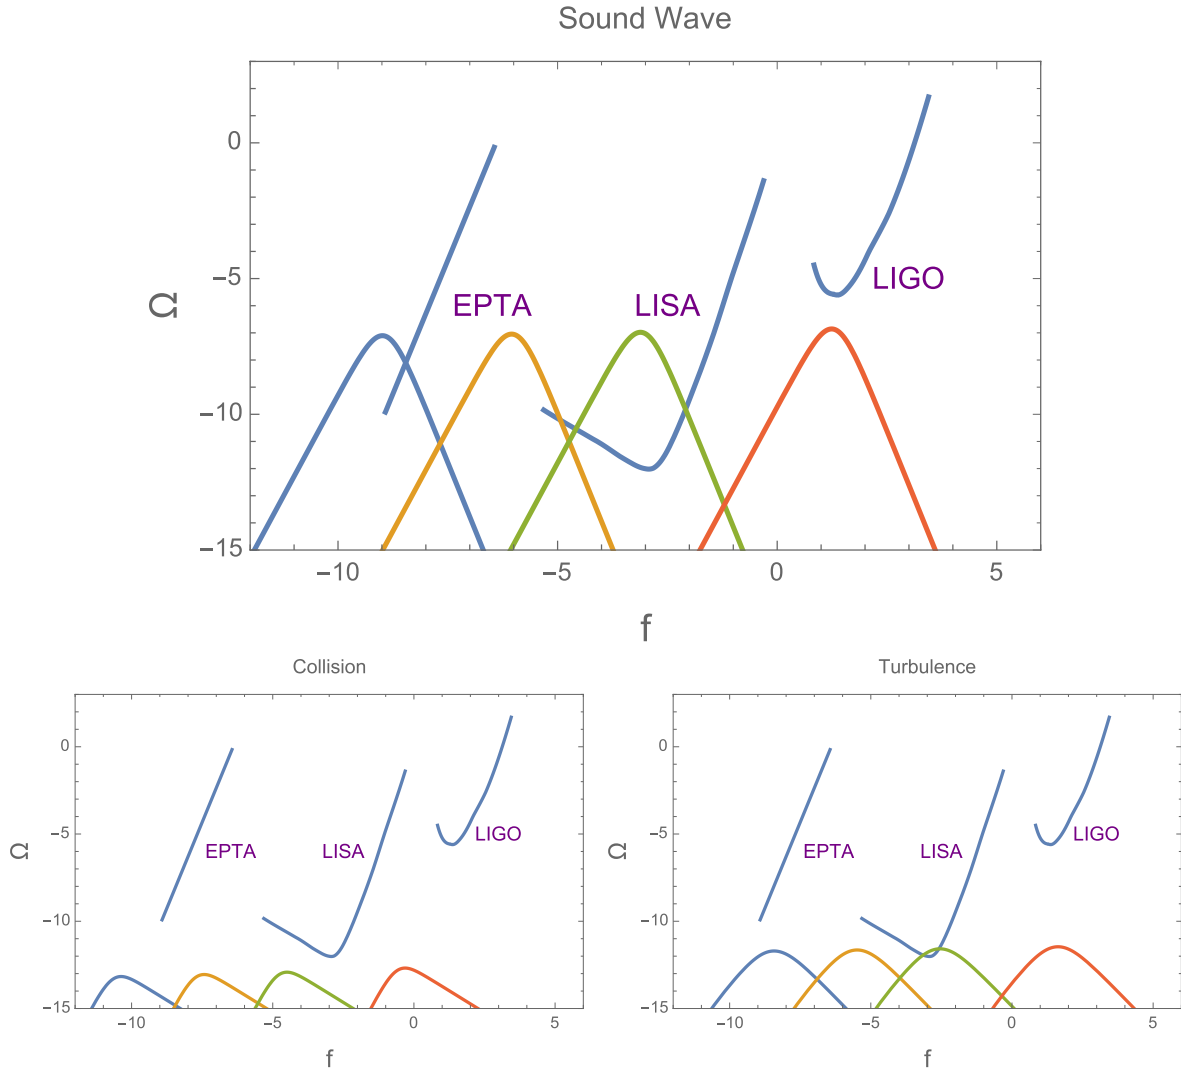 Sound Wave
0
−5
−10
−15
Ω
EPTA
LISA
LIGO
−10
−5
0
5
f
Collision
0
−5
−10
−15
Ω
EPTA
LISA
LIGO
−10
−5
0
5
f
Turbulence
0
−5
−10
−15
Ω
EPTA
LISA
LIGO
−10
−5
0
5
f